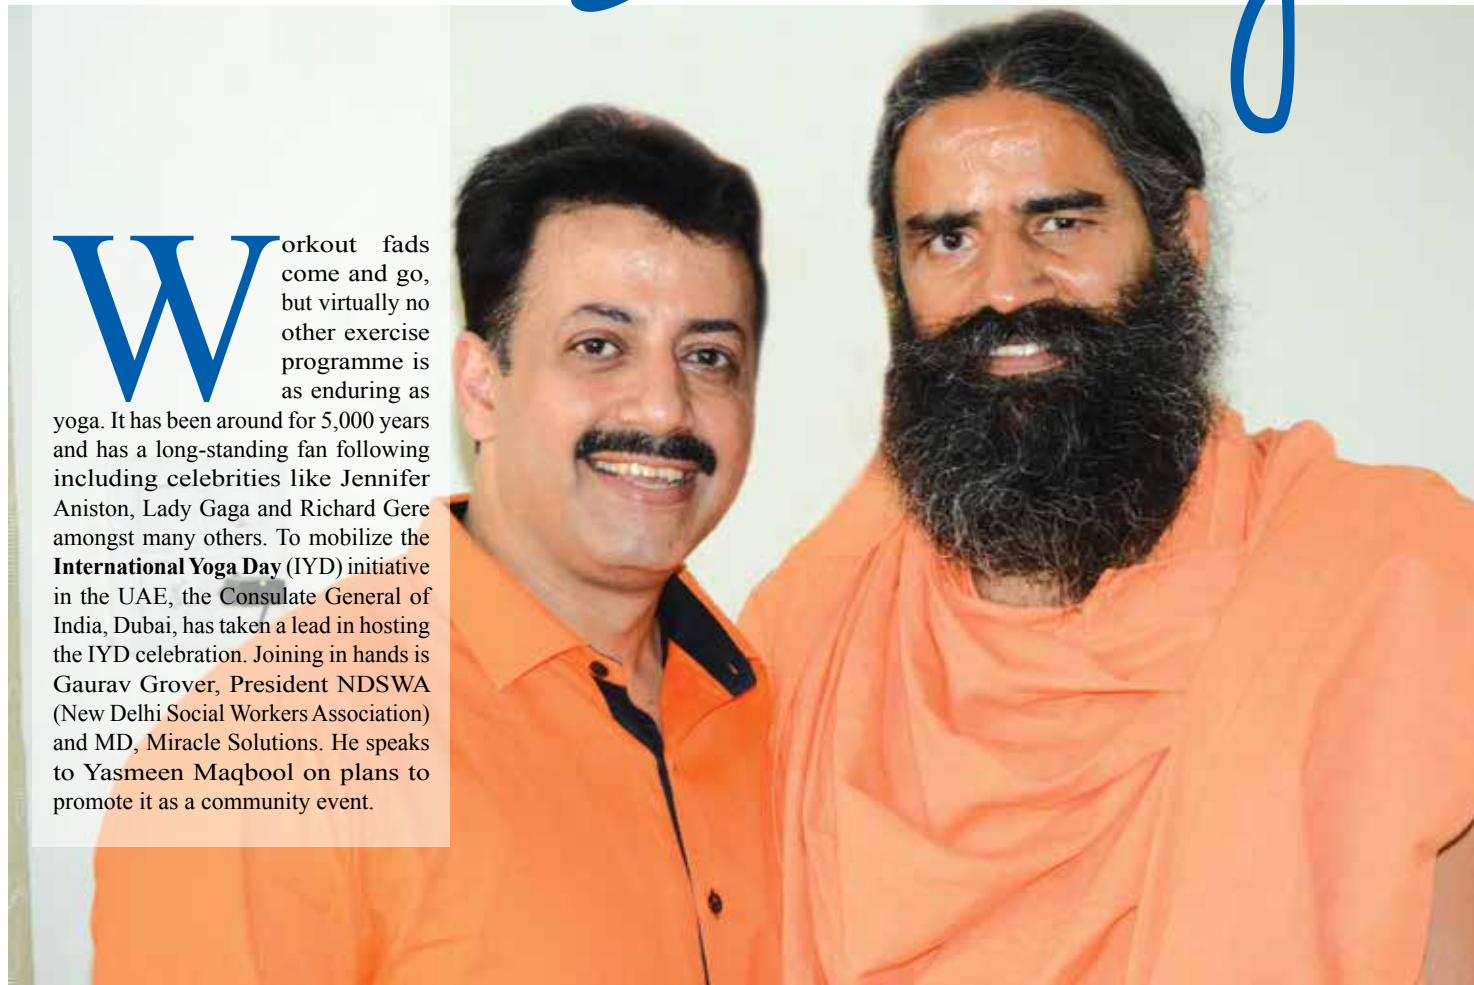 Workout fads
come and go,
but virtually no
other exercise
programme is
as enduring as
yoga. It has been around for 5,000 years
and has a long-standing fan following
including celebrities like Jennifer
Aniston, Lady Gaga and Richard Gere
amongst many others. To mobilize the
International Yoga Day (IYD) initiative
in the UAE, the Consulate General of
India, Dubai, has taken a lead in hosting
the IYD celebration. Joining in hands is
Gaurav Grover, President NDSWA
(New Delhi Social Workers Association)
and MD, Miracle Solutions. He speaks
to Yasmeen Maqbool on plans to
promote it as a community event.